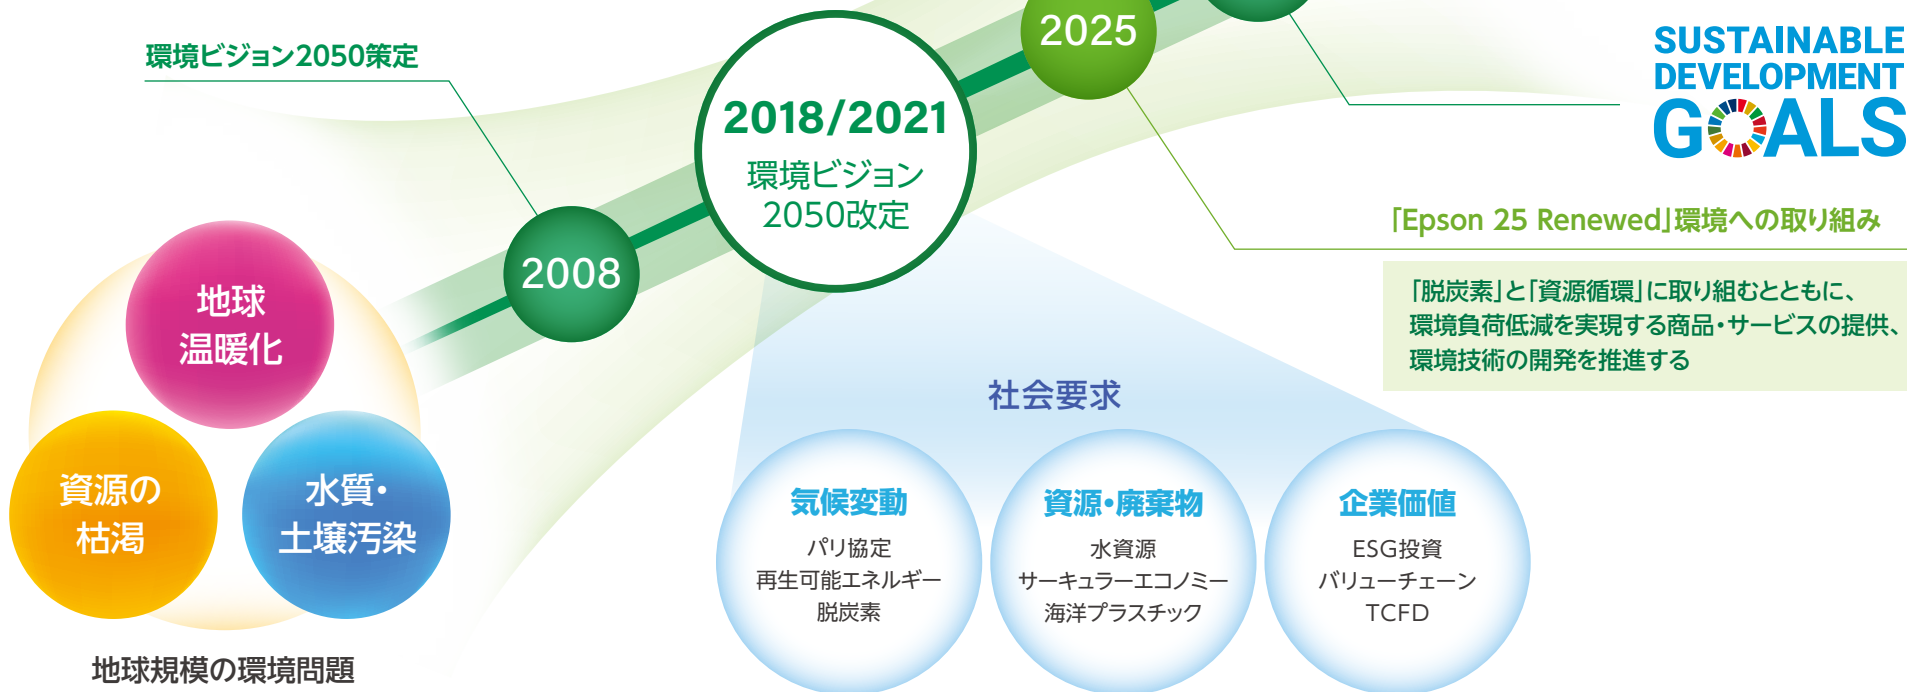 環境ビジョン2050策定
2008
2018/2021
環境ビジョン
2050改定
2025
SUSTAINABLE
DEVELOPMENT
GOALS
「Epson 25 Renewed」環境への取り組み
「脱炭素」と「資源循環」に取り組むとともに、
環境負荷低減を実現する商品・サービスの提供、
環境技術の開発を推進する
地球
温暖化
資源の
枯渇
水質・
土壌汚染
地球規模の環境問題
社会要求
気候変動
パリ協定
再生可能エネルギー
脱炭素
資源・廃棄物
水資源
サーキュラーエコノミー
海洋プラスチック
企業価値
ESG投資
バリューチェーン
TCFD